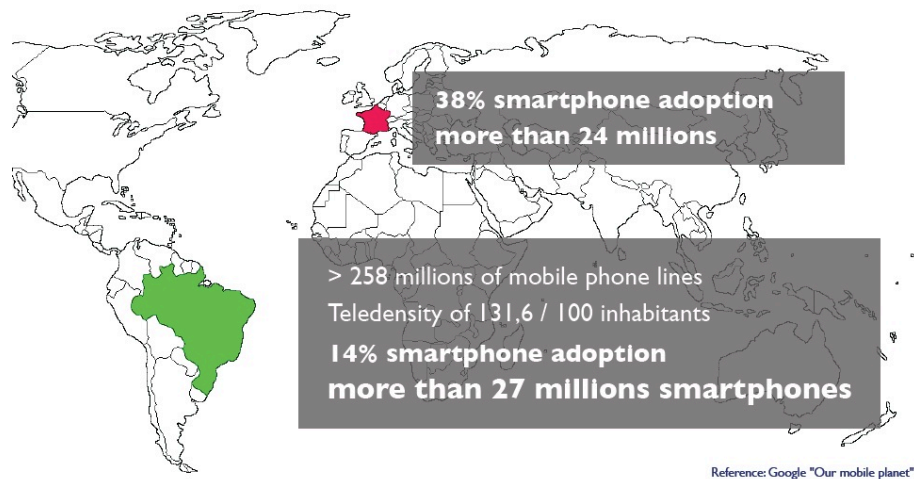 38% smartphone adoption
more than 24 millions
> 258 millions of mobile phone lines
Teledensity of 131,6 / 100 inhabitants
14% smartphone adoption
more than 27 millions smartphones
Reference: Google "Our mobile planet"